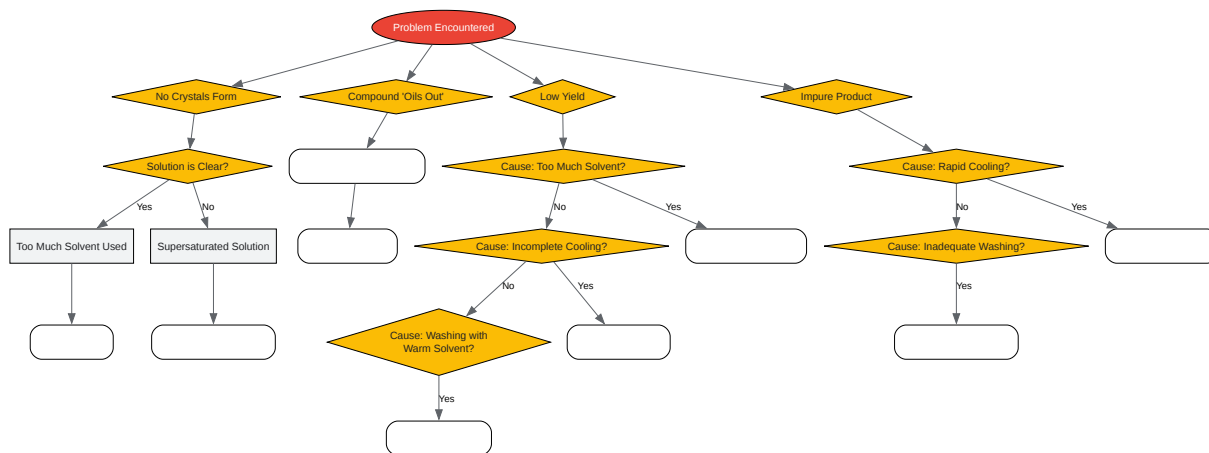 Problem Encountered
No Crystals Form
Compound 'Oils Out'
Low Yield
Impure Product
Solution is Clear?
Cause: Too Much Solvent?
Cause: Rapid Cooling?
Yes
No
No
Yes
No
Yes
Too Much Solvent Used
Supersaturated Solution
Cause: Incomplete Cooling?
Cause: Inadequate Washing?
No
Yes
Yes
Cause: Washing with
Warm Solvent?
Yes